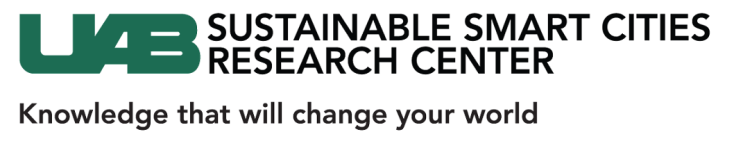 UAB SUSTAINABLE SMART CITIES
RESEARCH CENTER
Knowledge that will change your world